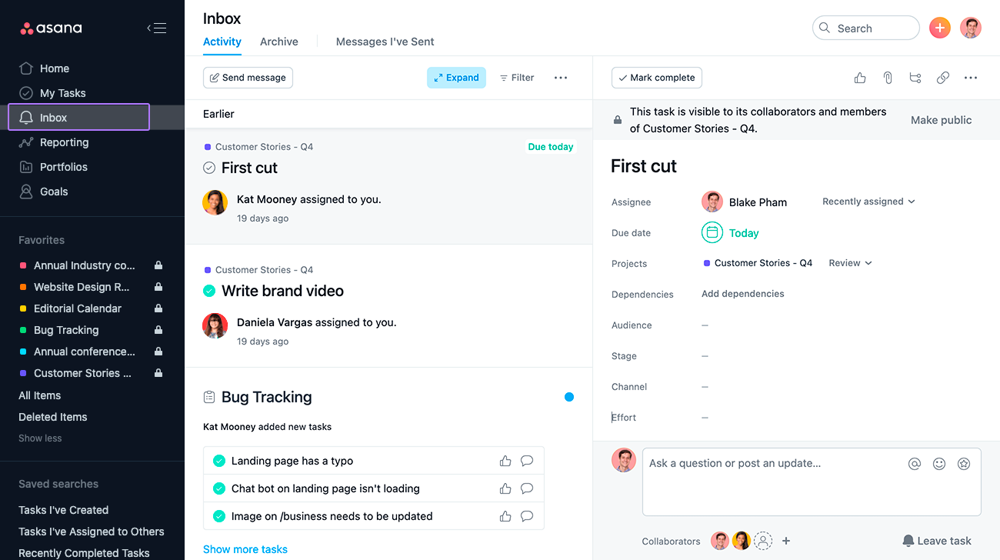 asana
Home
My Tasks
Inbox
Reporting
Portfolios
Goals
Favorites
Annual Industry co...
Website Design R...
Editorial Calendar
Bug Tracking
Annual conference...
Customer Stories ...
All Items
Deleted Items
Show less
Saved searches
Tasks I've Created
Tasks I've Assigned to Others
Recently Completed Tasks
Inbox
Activity Archive Messages I've Sent
Search
Send message Expand Filter
Earlier
Customer Stories - Q4 Due today
First cut
Kat Mooney assigned to you.
19 days ago
Customer Stories - Q4
Write brand video
Daniela Vargas assigned to you.
19 days ago
Bug Tracking
Kat Mooney added new tasks
Landing page has a typo
Chat bot on landing page isn't loading
Image on /business needs to be updated
Show more tasks
Mark complete
This task is visible to its collaborators and members
of Customer Stories - Q4.
Make public
First cut
Assignee Blake Pham Recently assigned
Due date Today
Projects Customer Stories - Q4 Review
Dependencies Add dependencies
Audience —
Stage —
Channel —
Effort —
Ask a question or post an update...
Collaborators Leave task